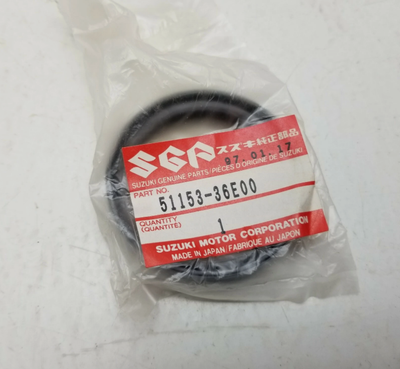 SGP スズキ純正部品
97.01.17
SUZUKI GENUINE PARTS/PIÈCES D'ORIGINE DE SUZUKI
PART NO. 51153-36E00
QUANTITY
(QUANTITÉ) 1
SUZUKI MOTOR CORPORATION
MADE IN JAPAN/FABRIQUÉ AU JAPON